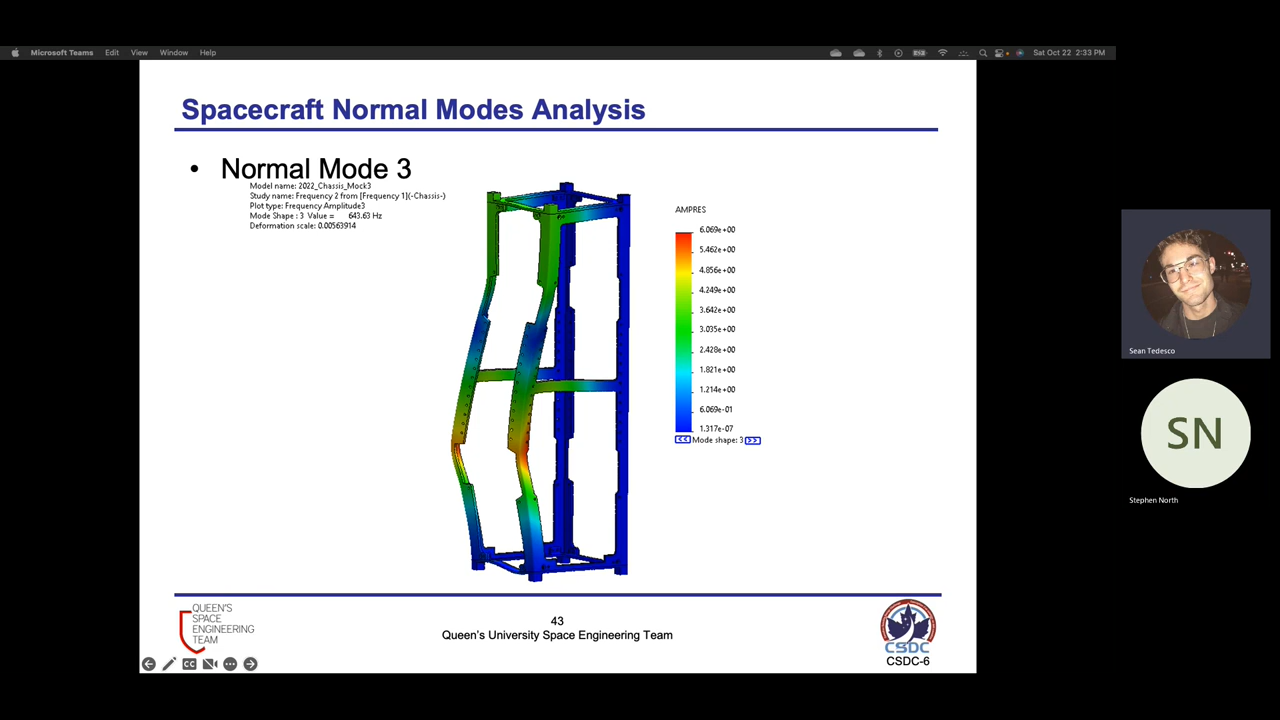 Microsoft Teams Edit View Window Help Sat Oct 22 2:33 PM
Spacecraft Normal Modes Analysis
• Normal Mode 3
Model name: 2022_Chassis_Mock3
Study name: Frequency 2 from [Frequency 1](-Chassis-)
Plot type: Frequency Amplitude3
Mode Shape : 3 Value = 643.63 Hz
Deformation scale: 0.00563914
AMPRES
6.069e+00
5.462e+00
4.856e+00
4.249e+00
3.642e+00
3.035e+00
2.428e+00
1.821e+00
1.214e+00
6.069e-01
1.317e-07
<< Mode shape: 3 >>
Sean Tedesco
SN
Stephen North
QUEEN'S
SPACE
ENGINEERING
TEAM
43
Queen's University Space Engineering Team
CSDC
CSDC-6
CC